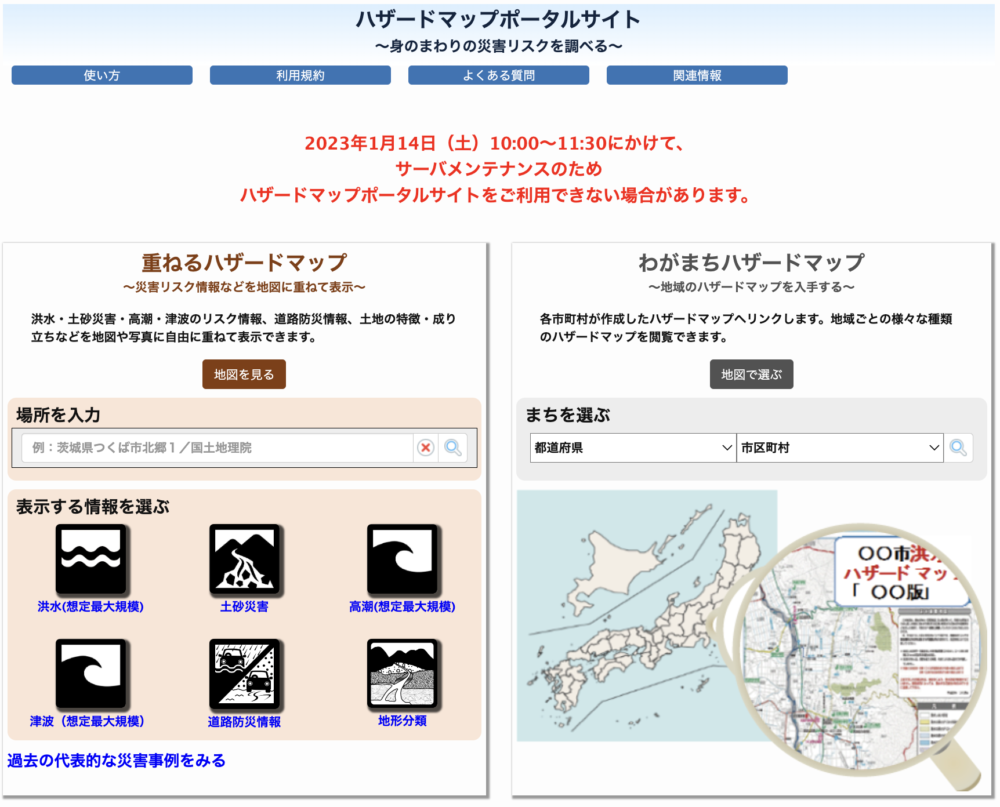 ハザードマップポータルサイト
～身のまわりの災害リスクを調べる～
使い方
利用規約
よくある質問
関連情報
2023年1月14日（土）10:00～11:30にかけて、
サーバメンテナンスのため
ハザードマップポータルサイトをご利用できない場合があります。
重ねるハザードマップ
～災害リスク情報などを地図に重ねて表示～
洪水・土砂災害・高潮・津波のリスク情報、道路防災情報、土地の特徴・成り
立ちなどを地図や写真に自由に重ねて表示できます。
地図を見る
場所を入力
例：茨城県つくば市北郷１／国土地理院
表示する情報を選ぶ
洪水(想定最大規模)
土砂災害
高潮(想定最大規模)
津波（想定最大規模）
道路防災情報
地形分類
過去の代表的な災害事例をみる
わがまちハザードマップ
～地域のハザードマップを入手する～
各市町村が作成したハザードマップへリンクします。地域ごとの様々な種類
のハザードマップを閲覧できます。
地図で選ぶ
まちを選ぶ
都道府県
市区町村
〇〇市洪水
ハザード マッ
「 〇〇版」